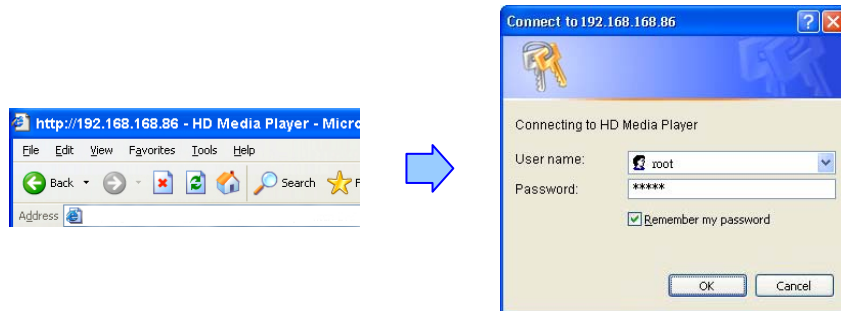 http://192.168.168.86 - HD Media Player - Micro
File Edit View Favorites Tools Help
Back Search F
Address
Connect to 192.168.168.86
Connecting to HD Media Player
User name: root
Password: *****
Remember my password
OK Cancel